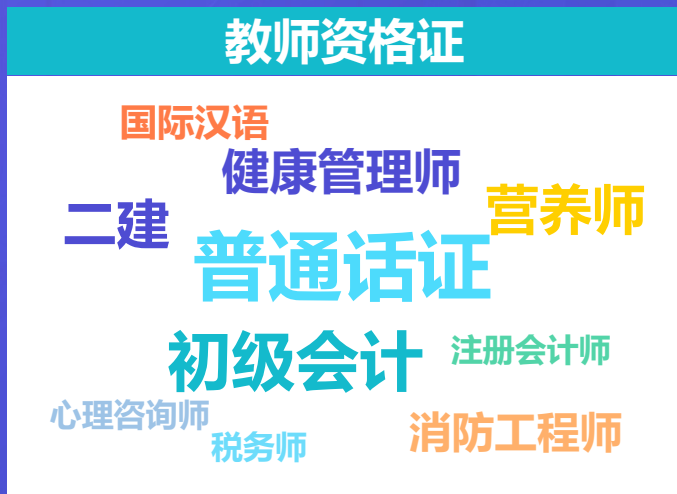 教师资格证
国际汉语
健康管理师
营养师
二建
普通话证
初级会计
注册会计师
心理咨询师
消防工程师
税务师